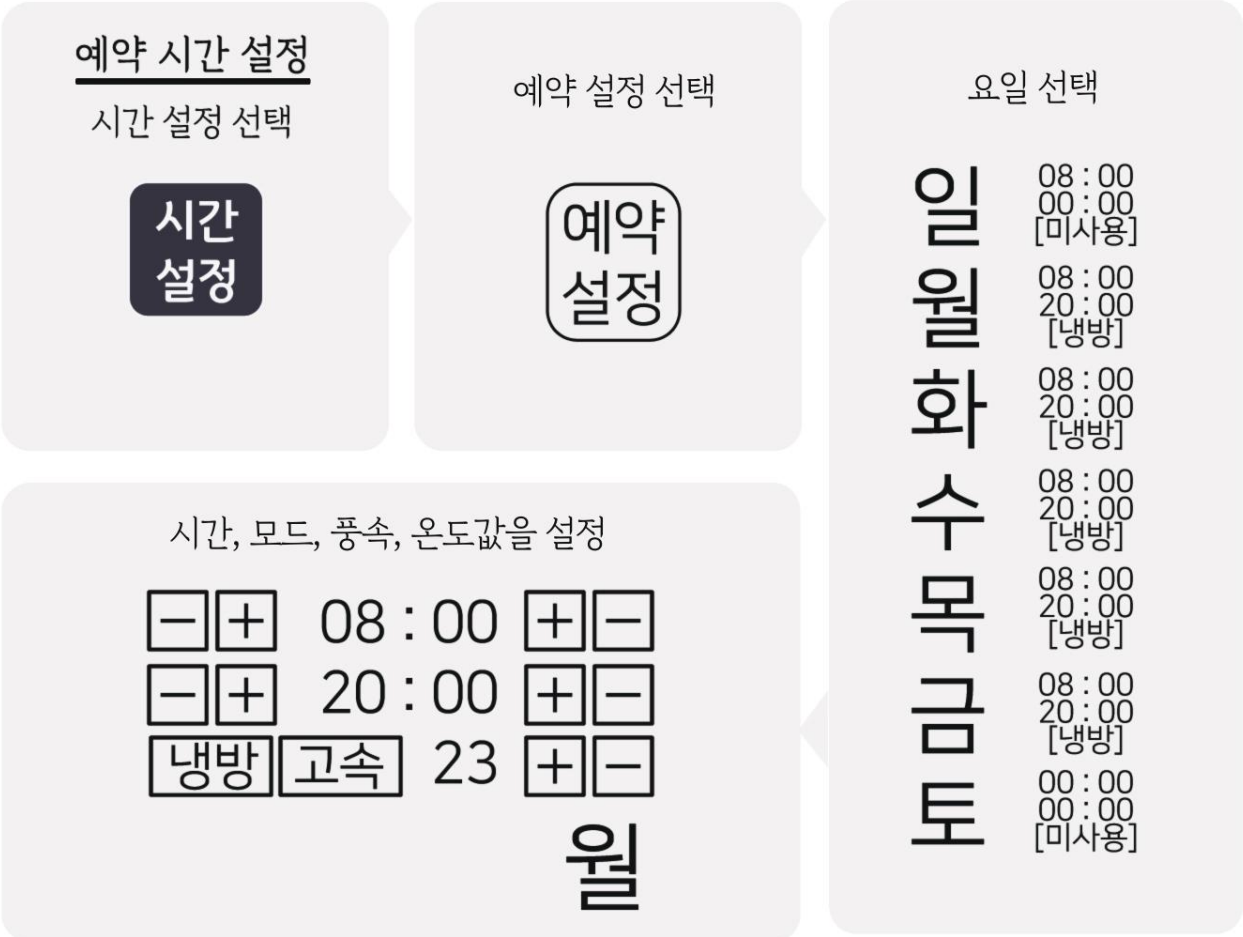 예약 시간 설정
시간 설정 선택
시간
설정
예약 설정 선택
예약
설정
요일 선택
일 08 : 00
00 : 00
[미사용]
월 08 : 00
20 : 00
[냉방]
화 08 : 00
20 : 00
[냉방]
수 08 : 00
20 : 00
[냉방]
목 08 : 00
20 : 00
[냉방]
금 08 : 00
20 : 00
[냉방]
토 00 : 00
00 : 00
[미사용]
시간, 모드, 풍속, 온도값을 설정
− + 08 : 00 + −
− + 20 : 00 + −
냉방 고속 23 + −
월